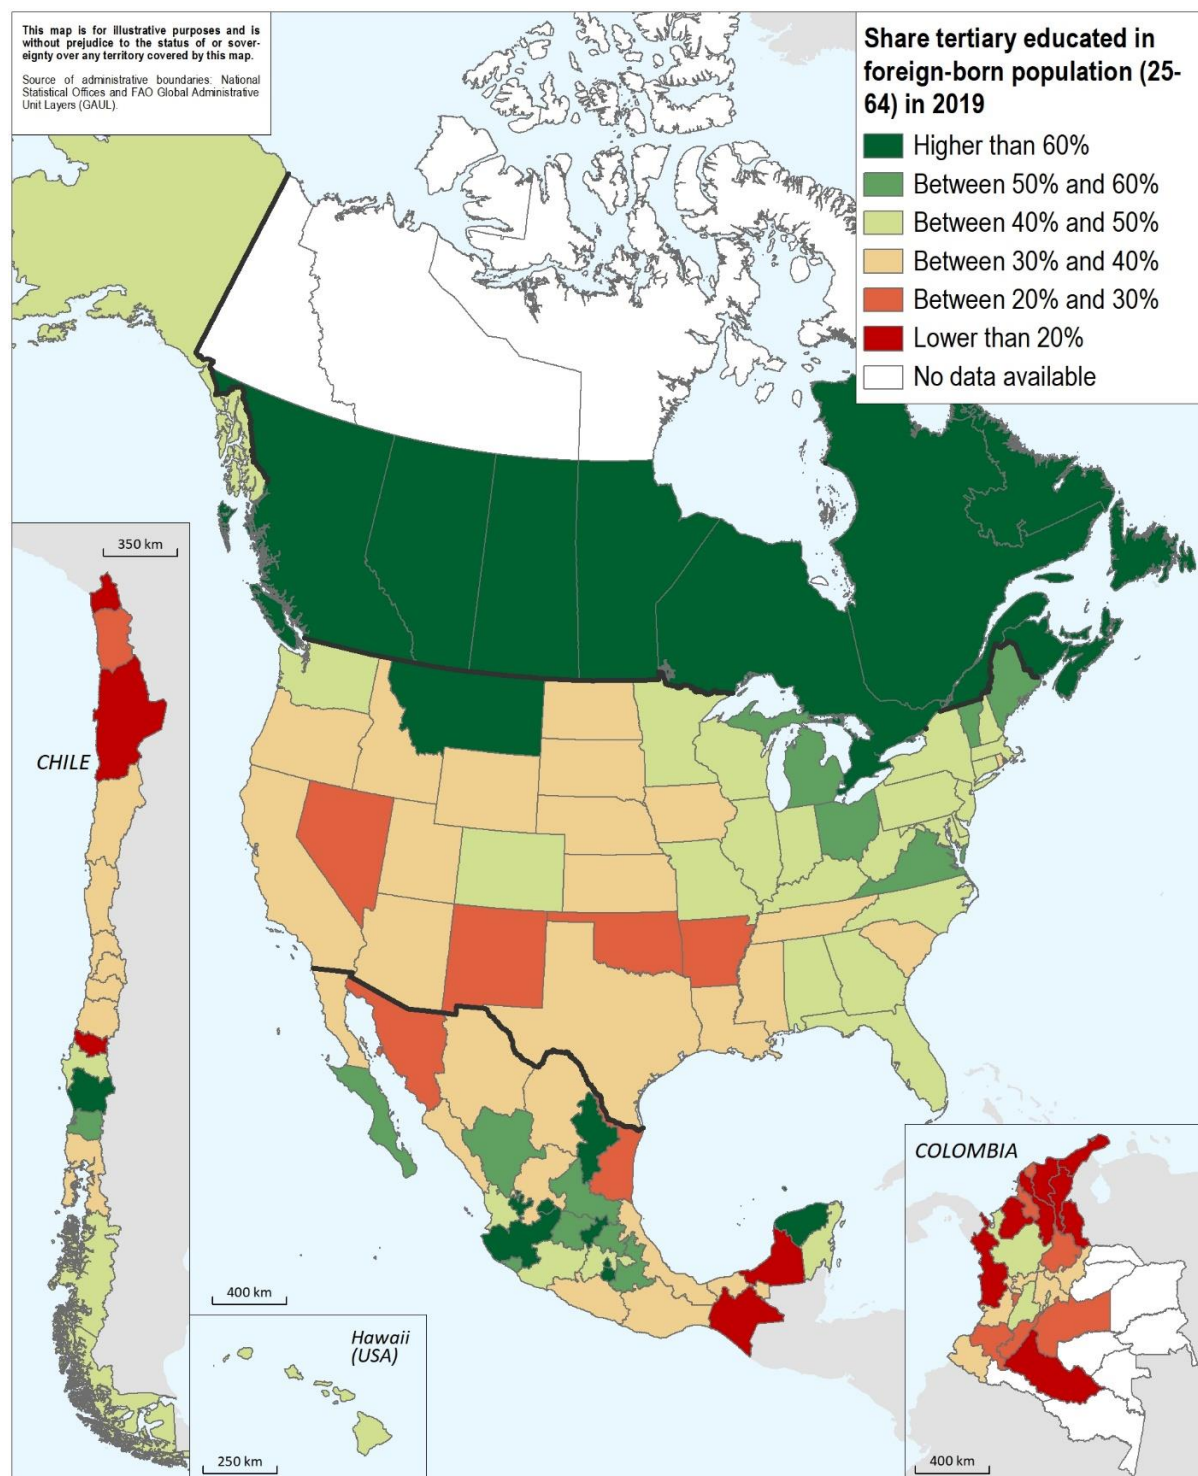 This map is for illustrative purposes and is
without prejudice to the status of or sover-
eignty over any territory covered by this map.
Source of administrative boundaries: National
Statistical Offices and FAO Global Administrative
Unit Layers (GAUL).
Share tertiary educated in
foreign-born population (25-
64) in 2019
Higher than 60%
Between 50% and 60%
Between 40% and 50%
Between 30% and 40%
Between 20% and 30%
Lower than 20%
No data available
350 km
CHILE
COLOMBIA
400 km
Hawaii
(USA)
250 km
400 km